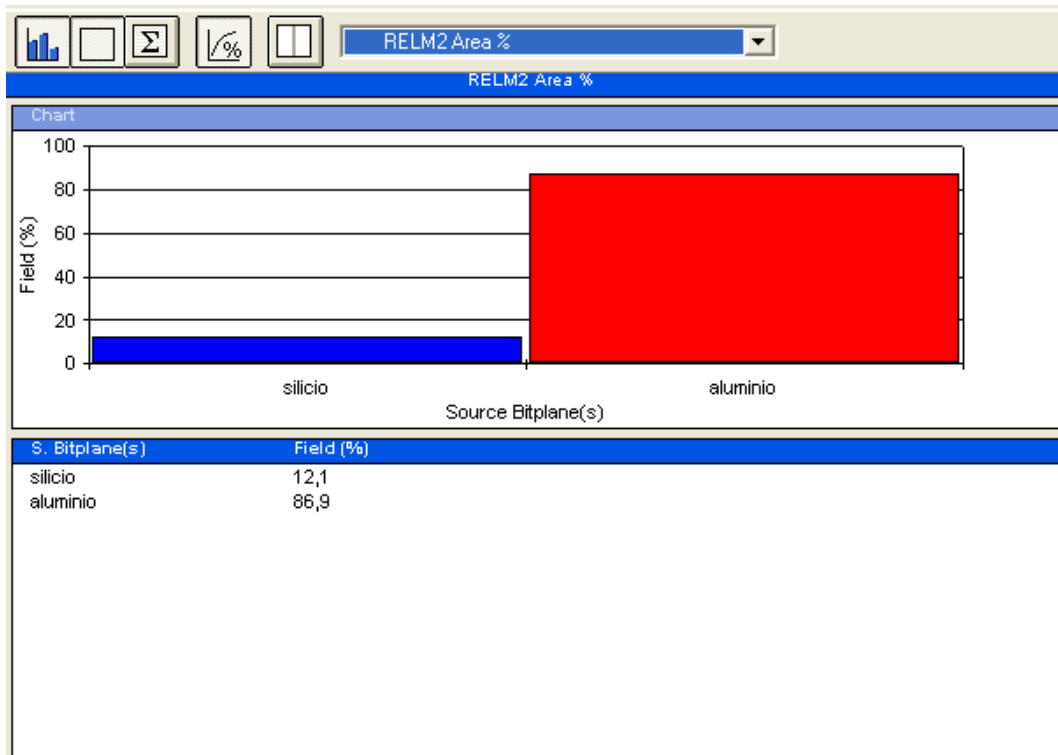 Σ
%
RELM2 Area %
RELM2 Area %
Chart
100
80
60
40
20
0
Field (%)
silicio aluminio
Source Bitplane(s)
S. Bitplane(s) Field (%)
silicio 12,1
aluminio 86,9